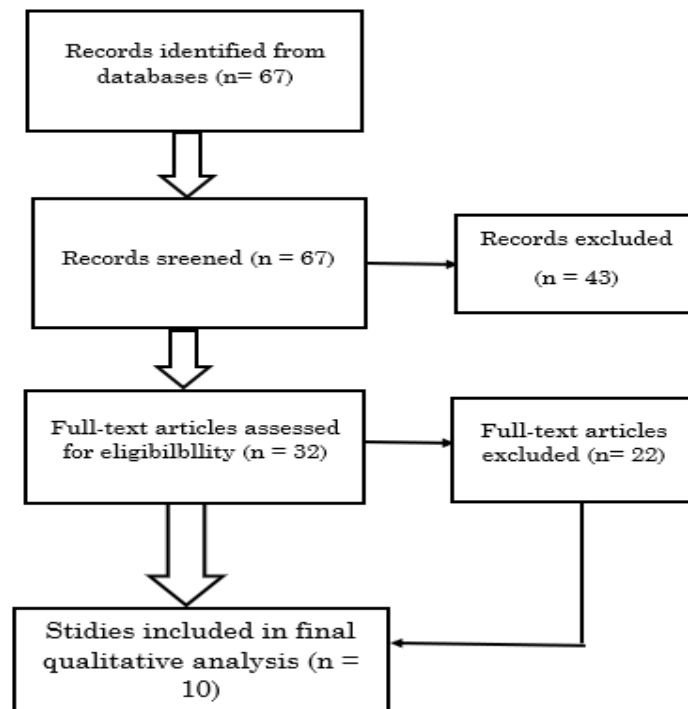 Records identified from
databases (n= 67)
Records sreened (n = 67)
Records excluded
(n = 43)
Full-text articles assessed
for eligibilbllity (n = 32)
Full-text articles
excluded (n= 22)
Stidies included in final
qualitative analysis (n =
10)